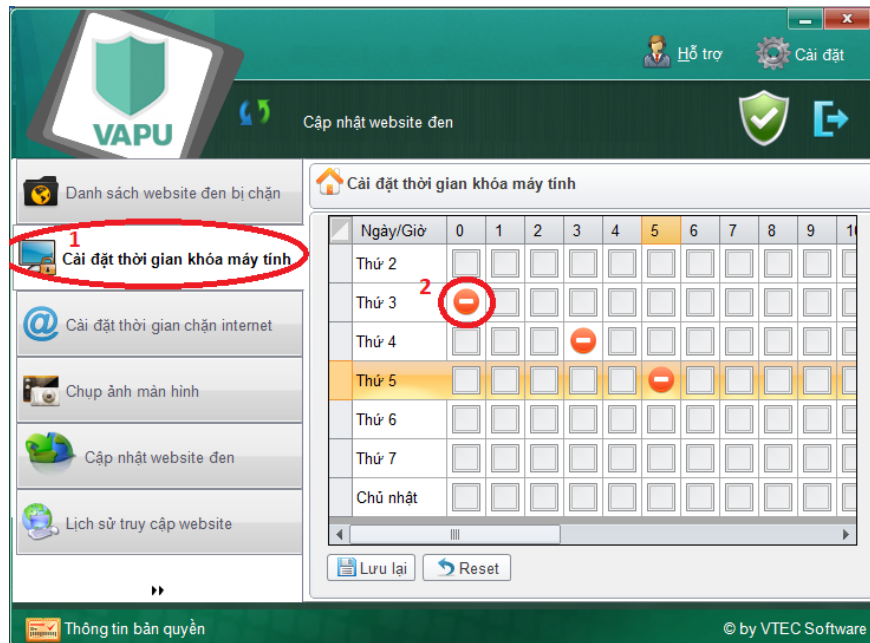 Hỗ trợ
Cài đặt
VAPU
Cập nhật website đen
Danh sách website đen bị chặn
1
Cài đặt thời gian khóa máy tính
Cài đặt thời gian chặn internet
Chụp ảnh màn hình
Cập nhật website đen
Lịch sử truy cập website
Cài đặt thời gian khóa máy tính
Ngày/Giờ 0 1 2 3 4 5 6 7 8 9
Thứ 2
2
Thứ 3
Thứ 4
Thứ 5
Thứ 6
Thứ 7
Chủ nhật
Lưu lại
Reset
Thông tin bản quyền
© by VTEC Software